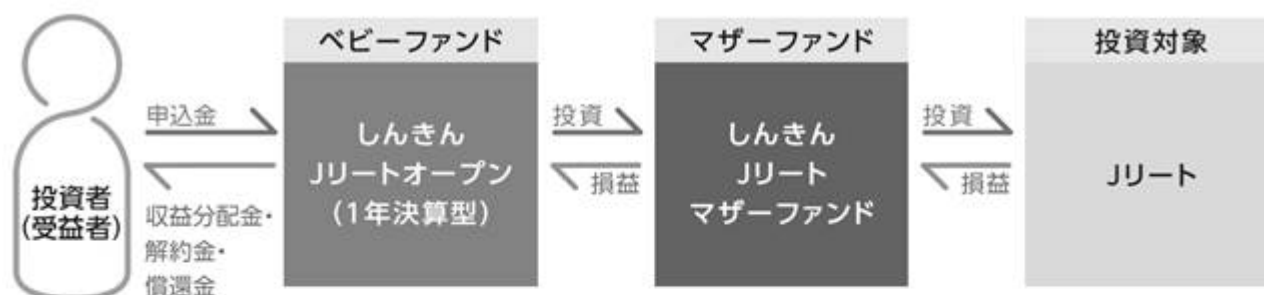 ベビーファンド
マザーファンド
投資対象
申込金
投資
投資
しんきん
Jリートオープン
(1年決算型)
しんきん
Jリート
マザーファンド
Jリート
損益
損益
投資者
(受益者)
収益分配金・
解約金・
償還金